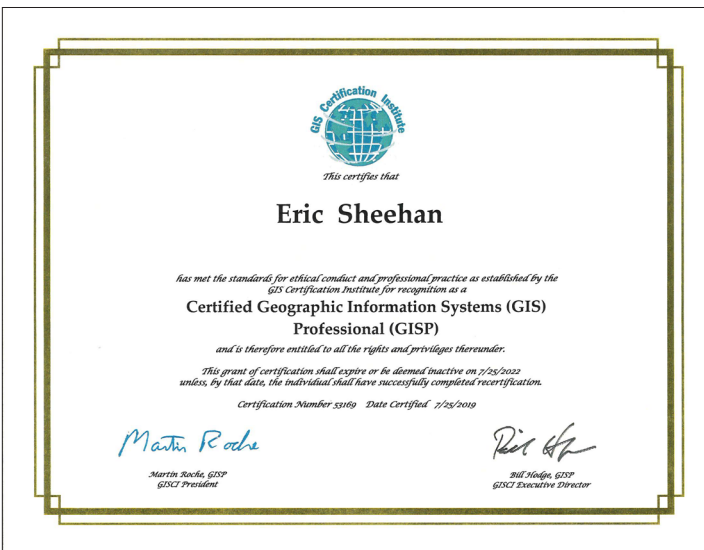 GIS Certification Institute
This certifies that
Eric Sheehan
has met the standards for ethical conduct and professional practice as established by the
GIS Certification Institute for recognition as a
Certified Geographic Information Systems (GIS)
Professional (GISP)
and is therefore entitled to all the rights and privileges thereunder.
This grant of certification shall expire or be deemed inactive on 7/25/2022
unless, by that date, the individual shall have successfully completed recertification.
Certification Number 53169 Date Certified 7/25/2019
Martin Roche
Martin Roche, GISP
GISCI President
Bill Hodge, GISP
GISCI Executive Director